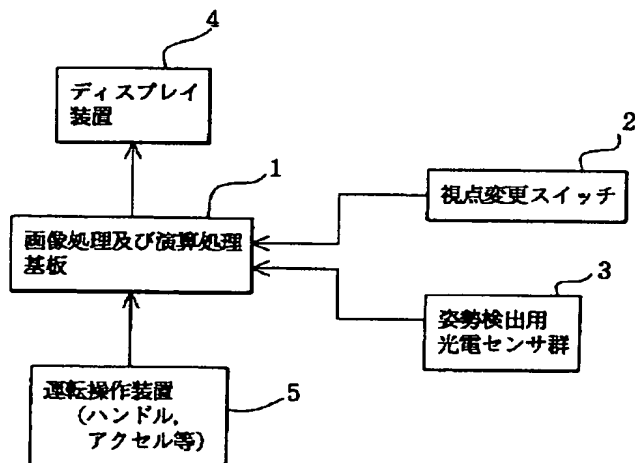 4
ディスプレイ
装置
2
1
視点変更スイッチ
画像処理及び演算処理
基板
3
姿勢検出用
光電センサ群
運転操作装置
(ハンドル,
アクセル等)
5